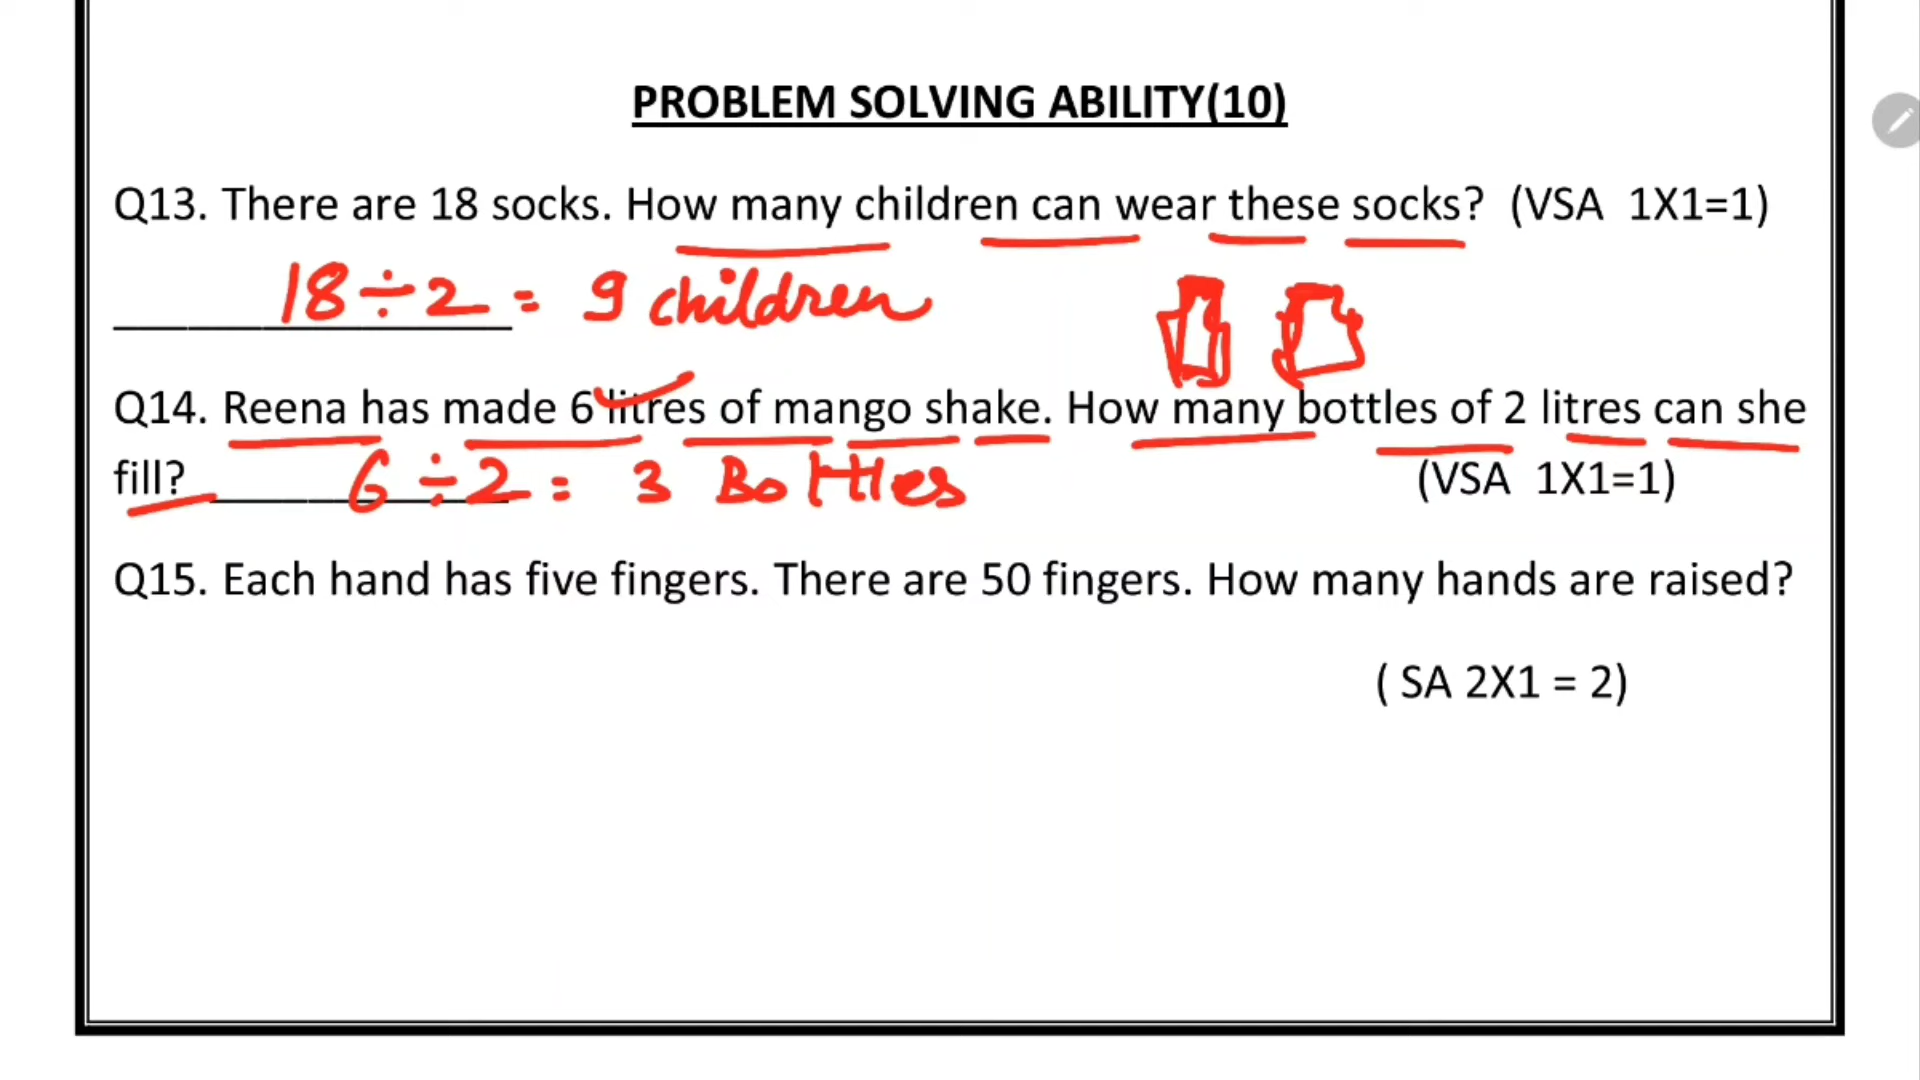 PROBLEM SOLVING ABILITY(10)
Q13. There are 18 socks. How many children can wear these socks? (VSA 1X1=1)
18÷2 = 9 children
Q14. Reena has made 6 litres of mango shake. How many bottles of 2 litres can she
fill? 6÷2 = 3 Bottles (VSA 1X1=1)
Q15. Each hand has five fingers. There are 50 fingers. How many hands are raised?
( SA 2X1 = 2)